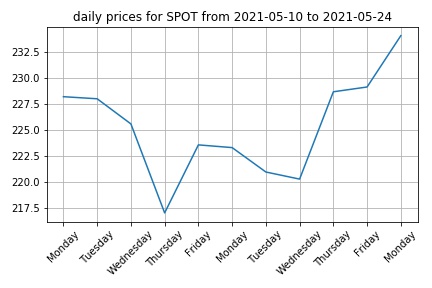 daily prices for SPOT from 2021-05-10 to 2021-05-24
232.5
230.0
227.5
225.0
222.5
220.0
217.5
Monday
Tuesday
Wednesday
Thursday
Friday
Monday
Tuesday
Wednesday
Thursday
Friday
Monday